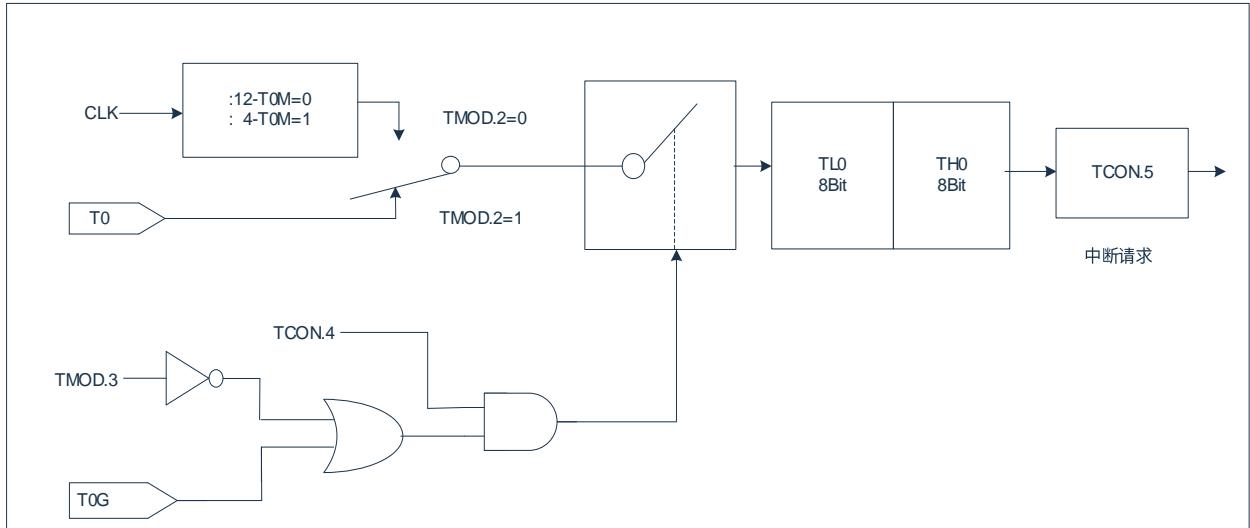 CLK
:12-T0M=0
: 4-T0M=1
TMOD.2=0
T0
TMOD.2=1
TL0
8Bit
TH0
8Bit
TCON.5
中断请求
TCON.4
TMOD.3
T0G